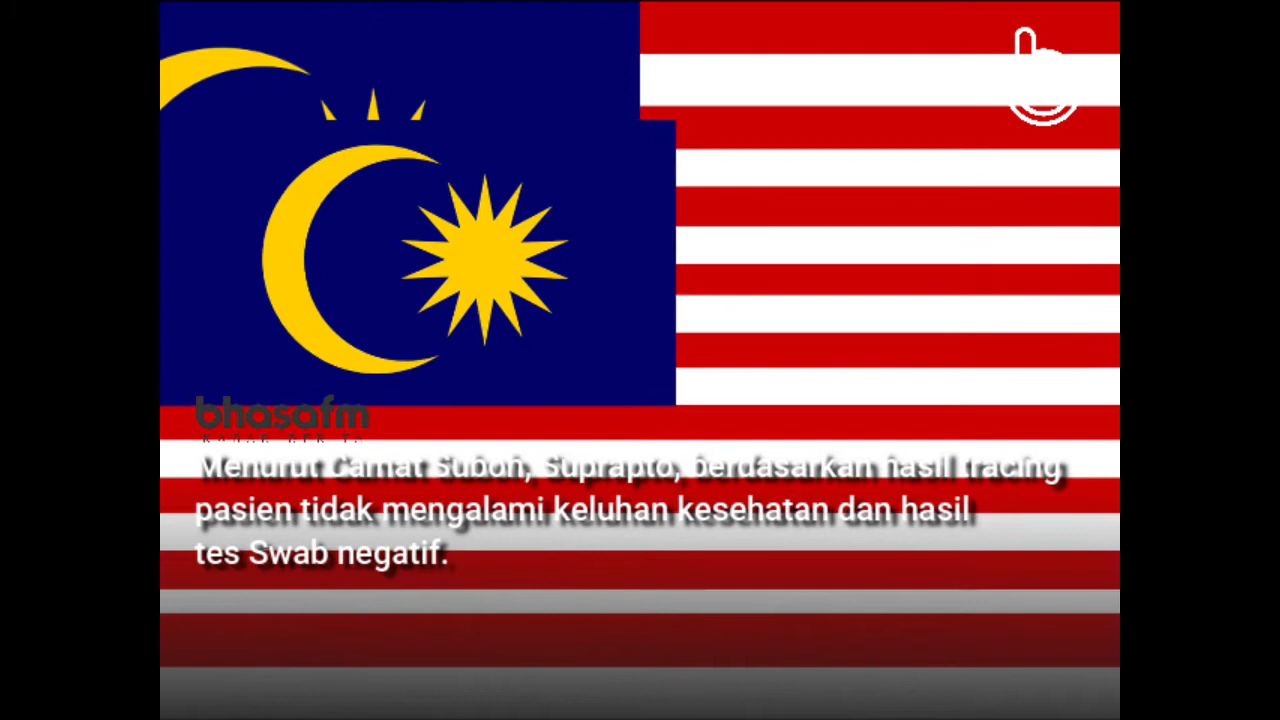 bhasafm
Menurut Camat Suboh, Suprapto, berdasarkan hasil tracing
pasien tidak mengalami keluhan kesehatan dan hasil
tes Swab negatif.